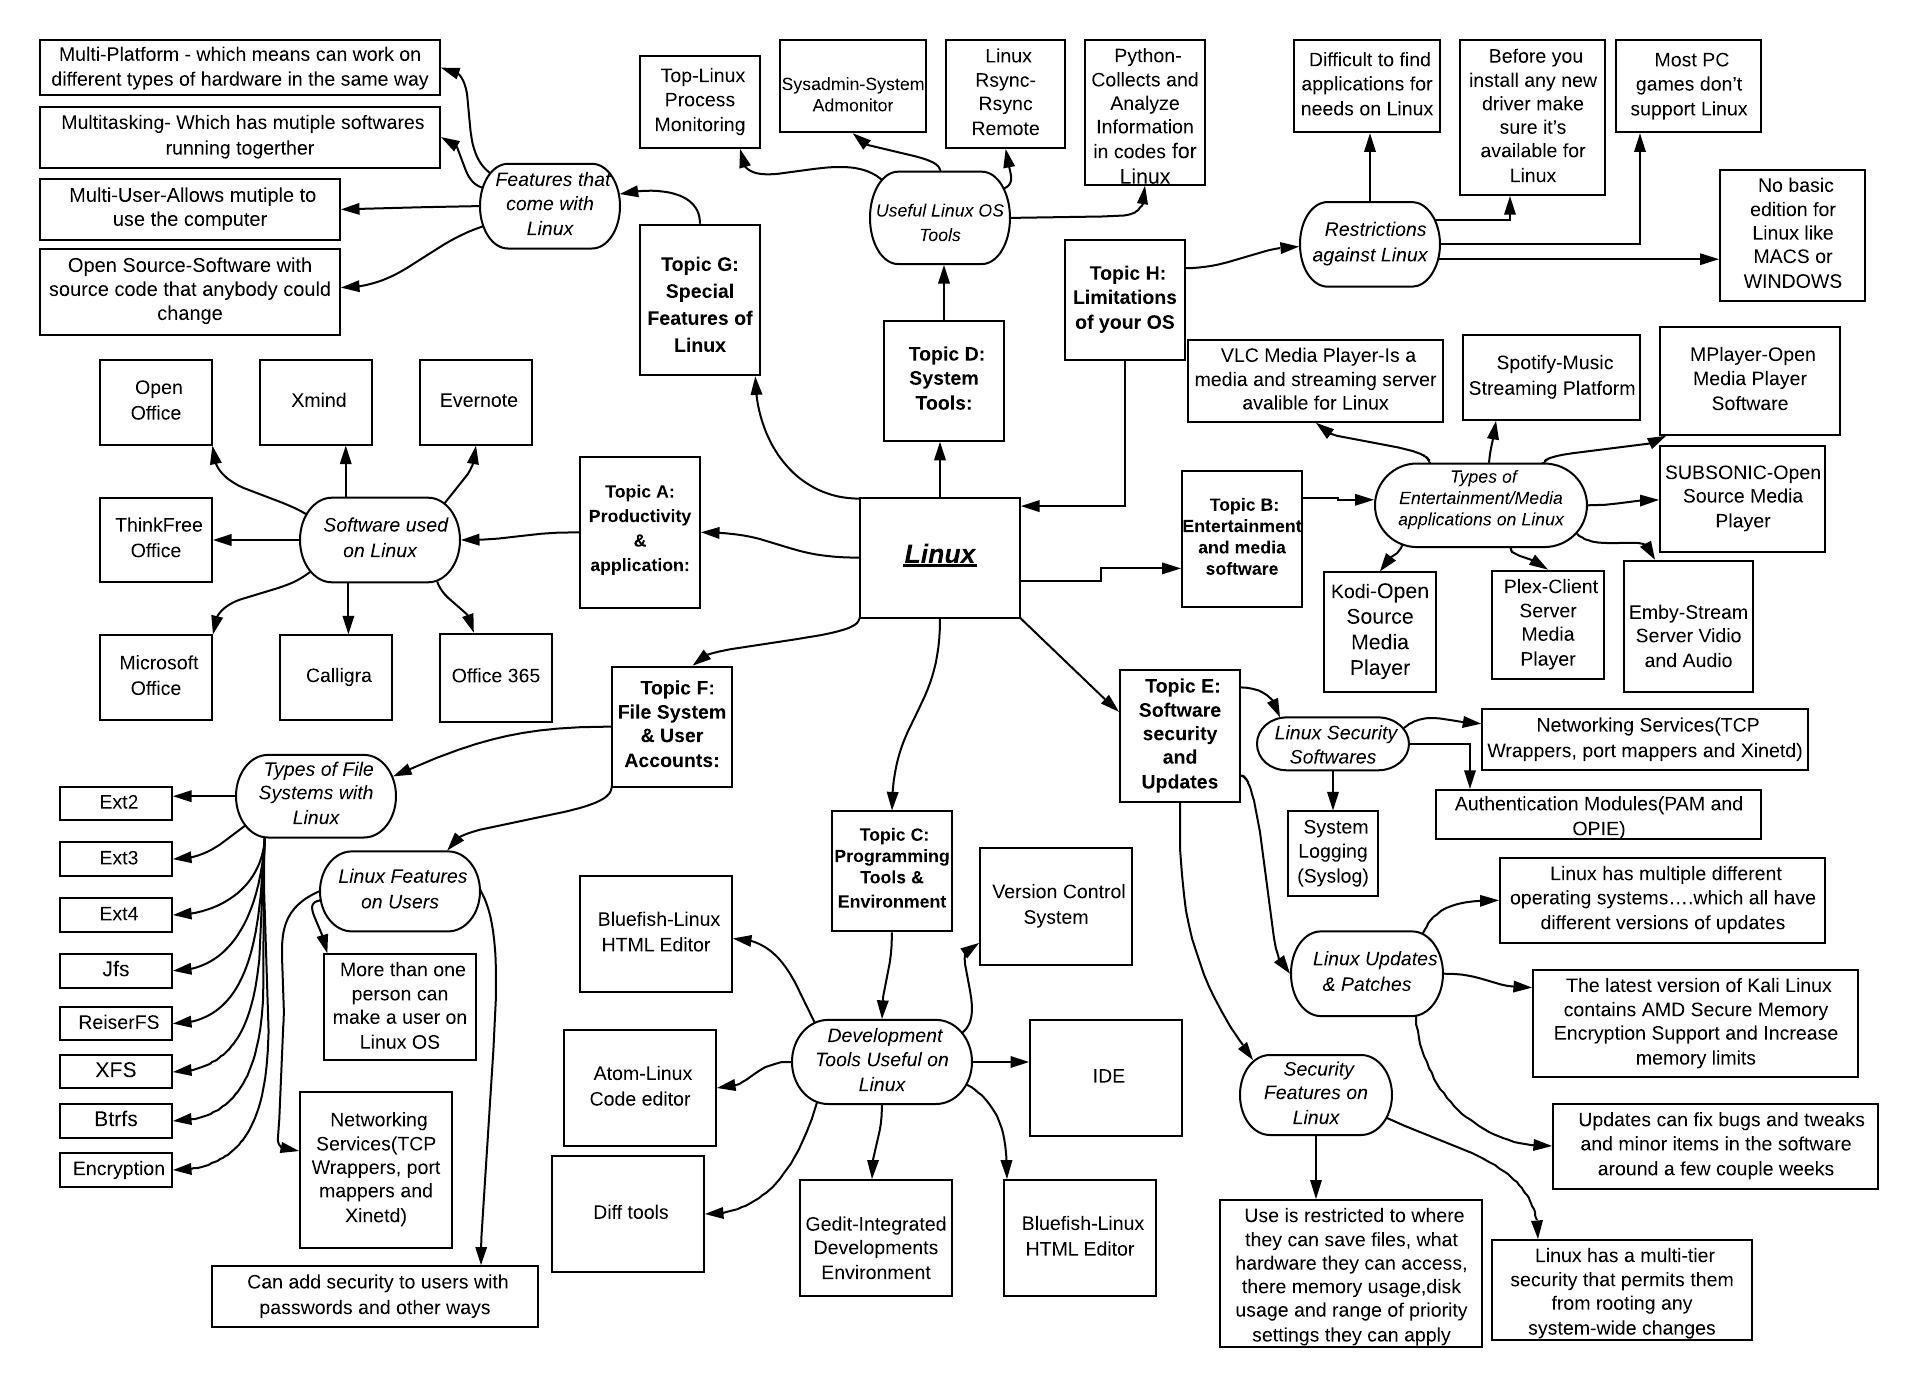 Multi-Platform - which means can work on
different types of hardware in the same way
Multitasking- Which has mutiple softwares
running togerther
Multi-User-Allows mutiple to
use the computer
Open Source-Software with
source code that anybody could
change
Features that
come with
Linux
Topic G:
Special
Features of
Linux
Top-Linux
Process
Monitoring
Sysadmin-System
Admonitor
Linux
Rsync-
Rsync
Remote
Python-
Collects and
Analyze
Information
in codes for
Linux
Useful Linux OS
Tools
Topic D:
System
Tools:
Topic H:
Limitations
of your OS
Difficult to find
applications for
needs on Linux
Before you
install any new
driver make
sure it's
available for
Linux
Most PC
games don't
support Linux
No basic
edition for
Linux like
MACS or
WINDOWS
Restrictions
against Linux
Open
Office
Xmind
Evernote
ThinkFree
Office
Software used
on Linux
Microsoft
Office
Calligra
Office 365
Topic A:
Productivity
&
application:
Linux
Topic B:
Entertainment
and media
software
VLC Media Player-Is a
media and streaming server
avalible for Linux
Spotify-Music
Streaming Platform
MPlayer-Open
Media Player
Software
Types of
Entertainment/Media
applications on Linux
SUBSONIC-Open
Source Media
Player
Kodi-Open
Source
Media
Player
Plex-Client
Server
Media
Player
Emby-Stream
Server Vidio
and Audio
Topic F:
File System
& User
Accounts:
Types of File
Systems with
Linux
Ext2
Ext3
Ext4
Jfs
ReiserFS
XFS
Btrfs
Encryption
Linux Features
on Users
More than one
person can
make a user on
Linux OS
Networking
Services(TCP
Wrappers, port
mappers and
Xinetd)
Can add security to users with
passwords and other ways
Topic C:
Programming
Tools &
Environment
Bluefish-Linux
HTML Editor
Version Control
System
Development
Tools Useful on
Linux
Atom-Linux
Code editor
IDE
Diff tools
Gedit-Integrated
Developments
Environment
Bluefish-Linux
HTML Editor
Topic E:
Software
security
and
Updates
Linux Security
Softwares
Networking Services(TCP
Wrappers, port mappers and Xinetd)
Authentication Modules(PAM and
OPIE)
System
Logging
(Syslog)
Linux Updates
& Patches
Linux has multiple different
operating systems….which all have
different versions of updates
The latest version of Kali Linux
contains AMD Secure Memory
Encryption Support and Increase
memory limits
Updates can fix bugs and tweaks
and minor items in the software
around a few couple weeks
Security
Features on
Linux
Use is restricted to where
they can save files, what
hardware they can access,
there memory usage,disk
usage and range of priority
settings they can apply
Linux has a multi-tier
security that permits them
from rooting any
system-wide changes